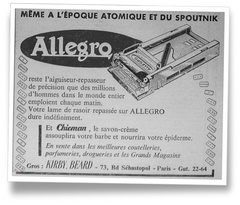 MÊME A L'ÉPOQUE ATOMIQUE ET DU SPOUTNIK
Allegro
reste l'aiguiseur-repasseur
de précision que des millions
d'hommes dans le monde entier
emploient chaque matin.
Votre lame de rasoir repassée sur ALLEGRO
dure indéfiniment.
Et Chieman, le savon-crème
assouplira votre barbe et nourrira votre épiderme.
En vente dans les meilleures coutelleries,
parfumeries, drogueries et les Grands Magasins
Gros : KIRBY, BEARD - 73, Bd Sébastopol - Paris - Gut. 22-64